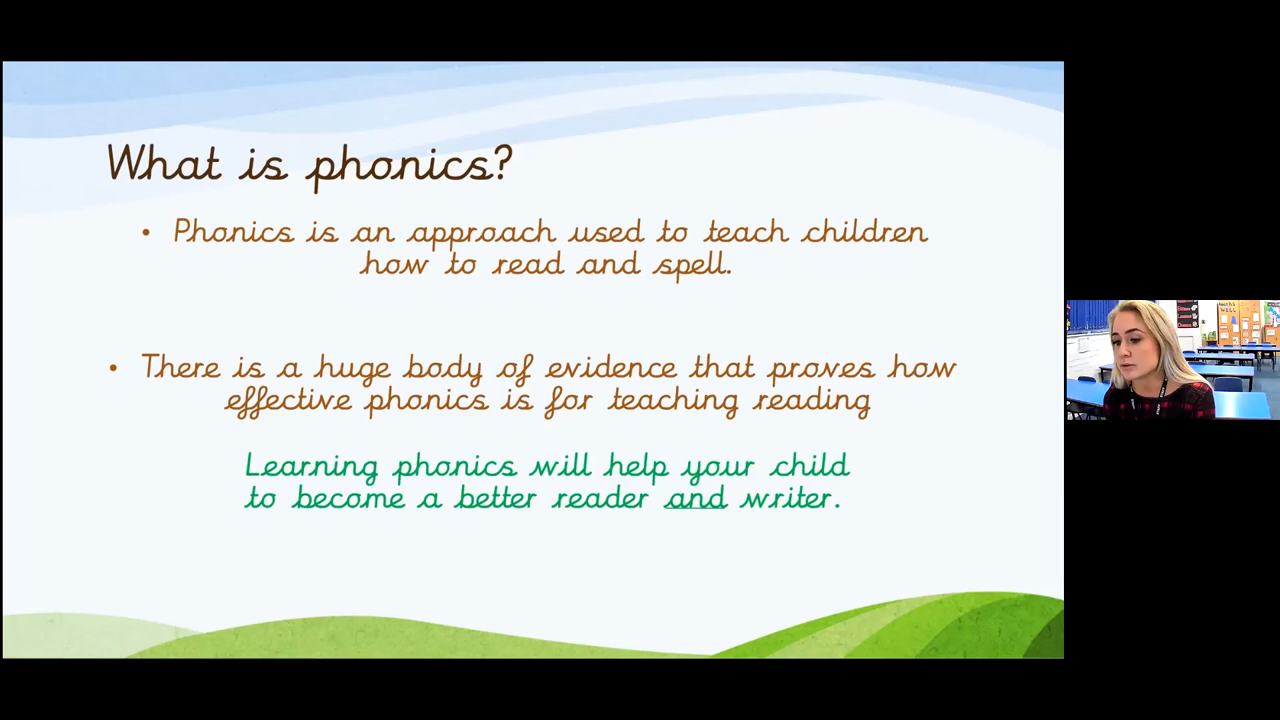 What is phonics?
• Phonics is an approach used to teach children
how to read and spell.
• There is a huge body of evidence that proves how
effective phonics is for teaching reading
Learning phonics will help your child
to become a better reader and writer.
WELL